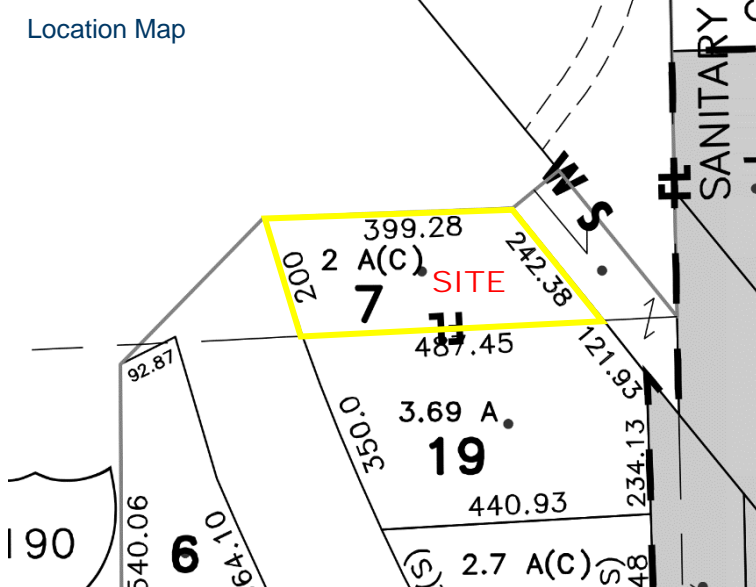 Location Map
SANITARY
W S
399.28
200
2 A(C)
SITE
242.38
7
487.45
121.93
92.87
350.0
3.69 A
19
234.13
440.93
190
540.06
6
64.10
(S)
2.7 A(C)
(S)
48